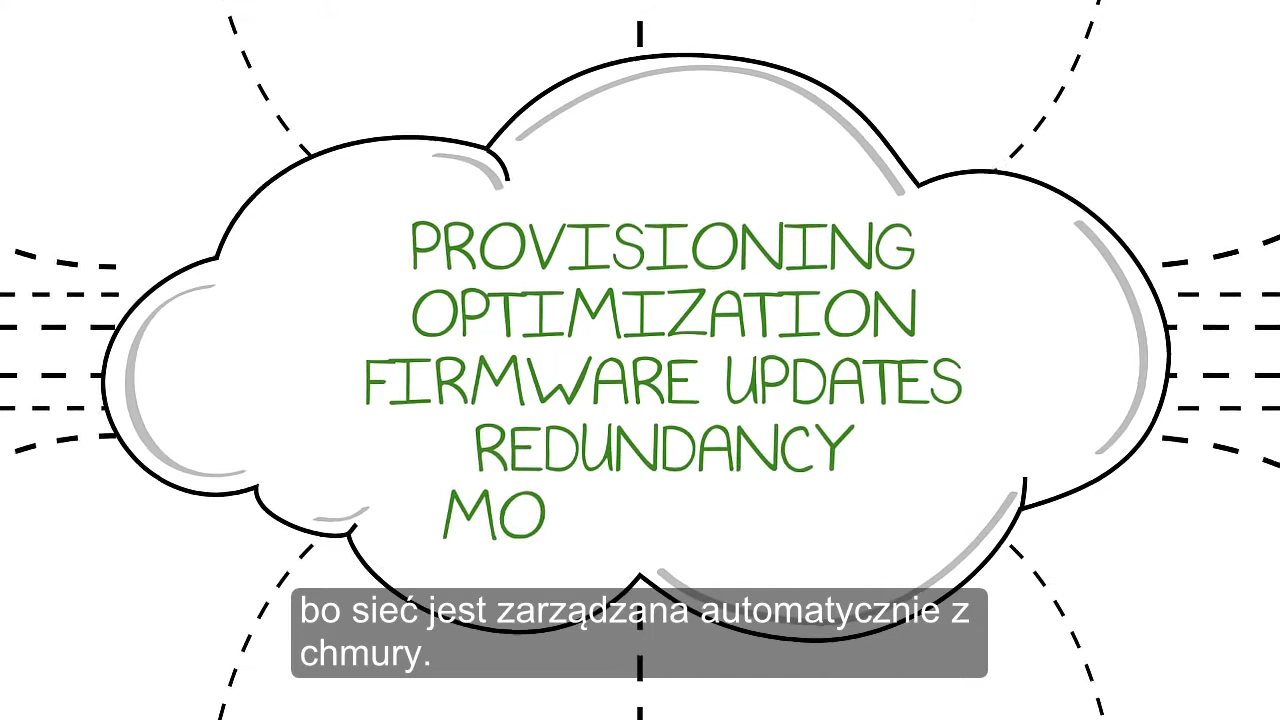 PROVISIONING
OPTIMIZATION
FIRMWARE UPDATES
REDUNDANCY
MO
bo sieć jest zarządzana automatycznie z
chmury.